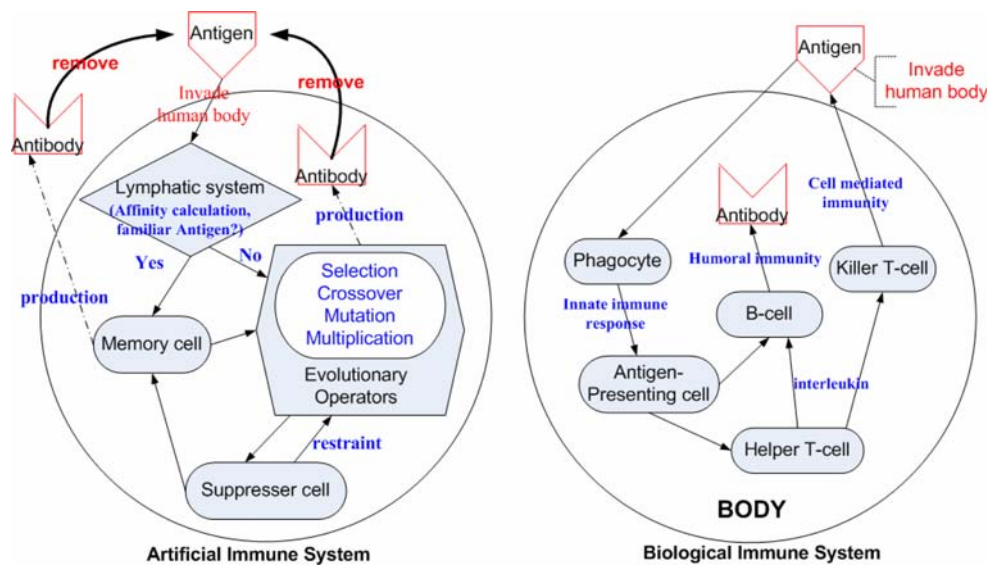 Antigen
remove
remove
Invade
human body
Antibody
Antibody
Lymphatic system
(Affinity calculation,
familiar Antigen?)
production
Yes
No
production
Selection
Crossover
Mutation
Multiplication
Memory cell
Evolutionary
Operators
restraint
Suppresser cell
Artificial Immune System
Antigen
Invade
human body
Cell mediated
immunity
Antibody
Phagocyte
Humoral immunity
Killer T-cell
Innate immune
response
B-cell
Antigen-
Presenting cell
interleukin
Helper T-cell
BODY
Biological Immune System